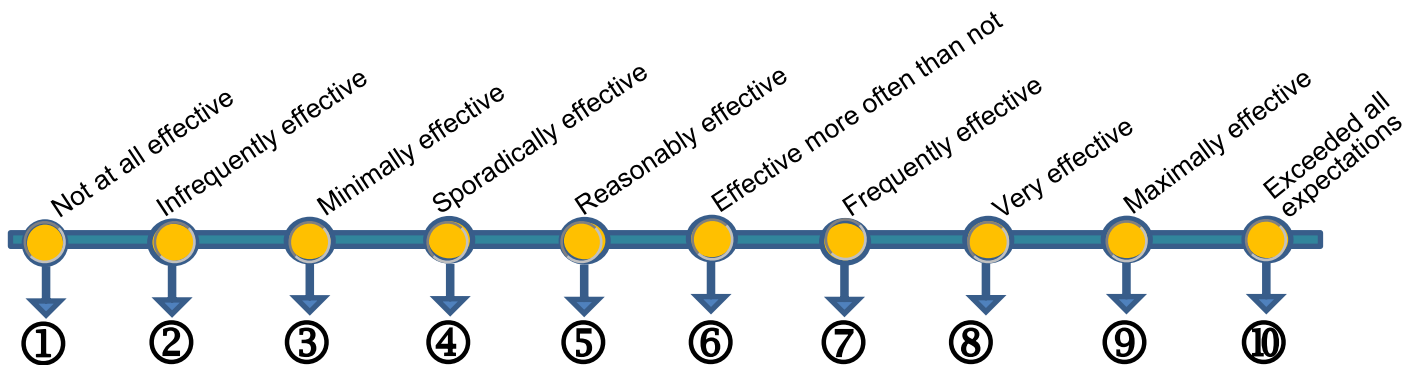 Not at all effective
Infrequently effective
Minimally effective
Sporadically effective
Reasonably effective
Effective more often than not
Frequently effective
Very effective
Maximally effective
Exceeded all
expectations
① ② ③ ④ ⑤ ⑥ ⑦ ⑧ ⑨ ⑩